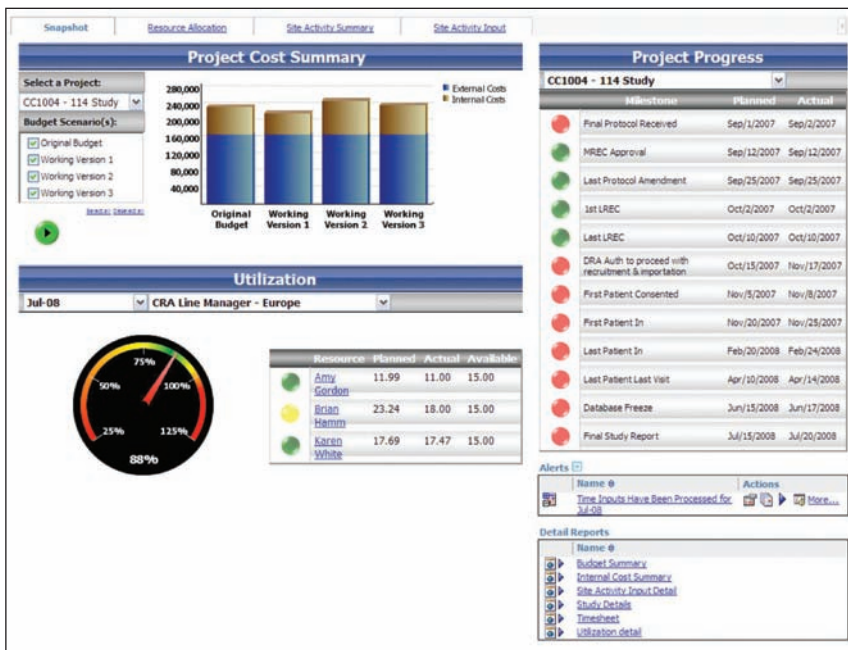 Snapshot
Resource Allocation
Site Activity Summary
Site Activity Input
Project Cost Summary
Select a Project:
CC1004 - 114 Study
Budget Scenario(s):
Original Budget
Working Version 1
Working Version 2
Working Version 3
280,000
240,000
200,000
160,000
120,000
80,000
40,000
Original Budget
Working Version 1
Working Version 2
Working Version 3
External Costs
Internal Costs
Utilization
Jul-08
CRA Line Manager - Europe
25%
50%
75%
100%
125%
88%
Resource Planned Actual Available
Amy Gordon 11.99 11.00 15.00
Brian Hamm 23.24 18.00 15.00
Karen White 17.69 17.47 15.00
Project Progress
CC1004 - 114 Study
Milestone Planned Actual
Final Protocol Received Sep/1/2007 Sep/2/2007
MREC Approval Sep/12/2007 Sep/12/2007
Last Protocol Amendment Sep/25/2007 Sep/25/2007
1st LREC Oct/2/2007 Oct/2/2007
Last LREC Oct/10/2007 Oct/10/2007
DRA Auth to proceed with
recruitment & importation Oct/15/2007 Nov/17/2007
First Patient Consented Nov/5/2007 Nov/8/2007
First Patient In Nov/20/2007 Nov/25/2007
Last Patient In Feb/20/2008 Feb/24/2008
Last Patient Last Visit Apr/10/2008 Apr/14/2008
Database Freeze Jun/15/2008 Jun/17/2008
Final Study Report Jul/15/2008 Jul/20/2008
Alerts
Name Actions
Time Inputs Have Been Processed for
Jul-08
More...
Detail Reports
Name
Budget Summary
Internal Cost Summary
Site Activity Input Detail
Study Details
Timesheet
Utilization detail